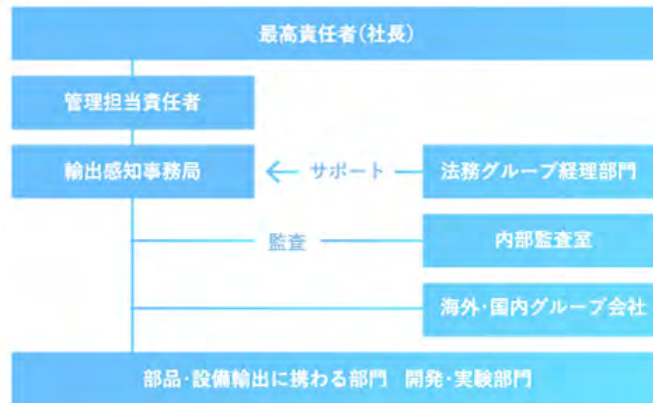 最高責任者(社長)
管理担当責任者
輸出感知事務局
サポート
法務グループ経理部門
監査
内部監査室
海外・国内グループ会社
部品・設備輸出に携わる部門 開発・実験部門